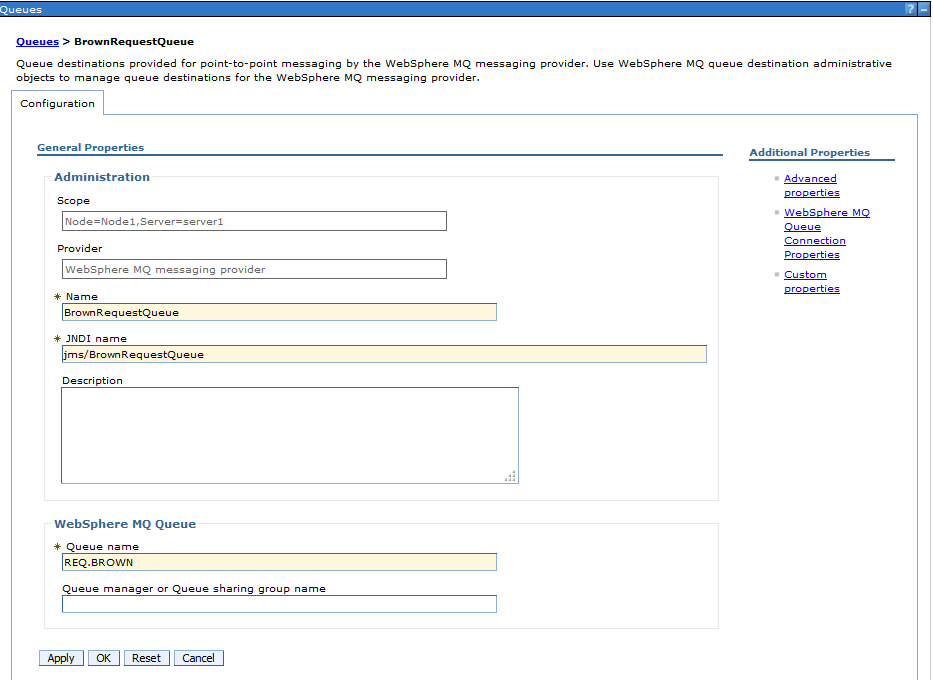 Queues
? –
Queues > BrownRequestQueue
Queue destinations provided for point-to-point messaging by the WebSphere MQ messaging provider. Use WebSphere MQ queue destination administrative
objects to manage queue destinations for the WebSphere MQ messaging provider.
Configuration
General Properties
Administration
Scope
Node=Node1,Server=server1
Provider
WebSphere MQ messaging provider
* Name
BrownRequestQueue
* JNDI name
jms/BrownRequestQueue
Description
WebSphere MQ Queue
* Queue name
REQ.BROWN
Queue manager or Queue sharing group name
Apply OK Reset Cancel
Additional Properties
Advanced
properties
WebSphere MQ
Queue
Connection
Properties
Custom
properties